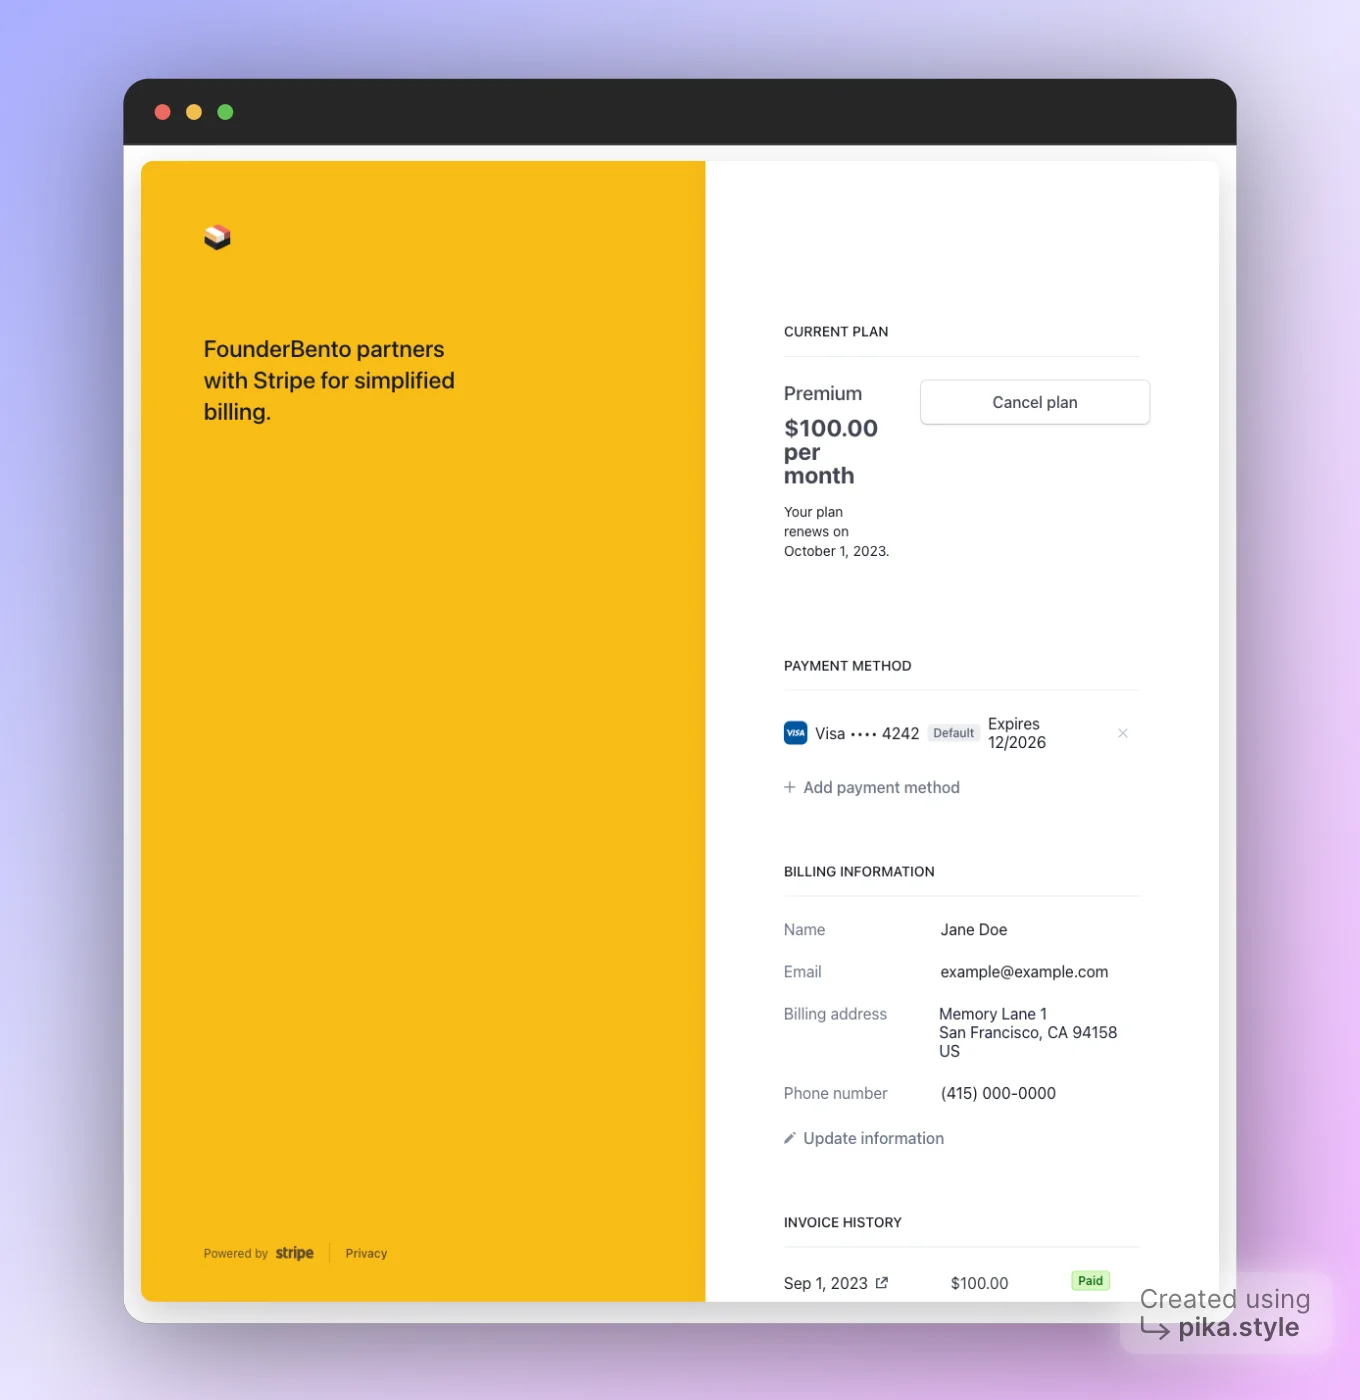 FounderBento partners
with Stripe for simplified
billing.
Powered by stripe
Privacy
CURRENT PLAN
Premium
Cancel plan
$100.00
per
month
Your plan
renews on
October 1, 2023.
PAYMENT METHOD
VISA Visa •••• 4242 Default Expires
12/2026
+ Add payment method
BILLING INFORMATION
Name Jane Doe
Email example@example.com
Billing address Memory Lane 1
San Francisco, CA 94158
US
Phone number (415) 000-0000
Update information
INVOICE HISTORY
Sep 1, 2023 $100.00 Paid
Created using
pika.style